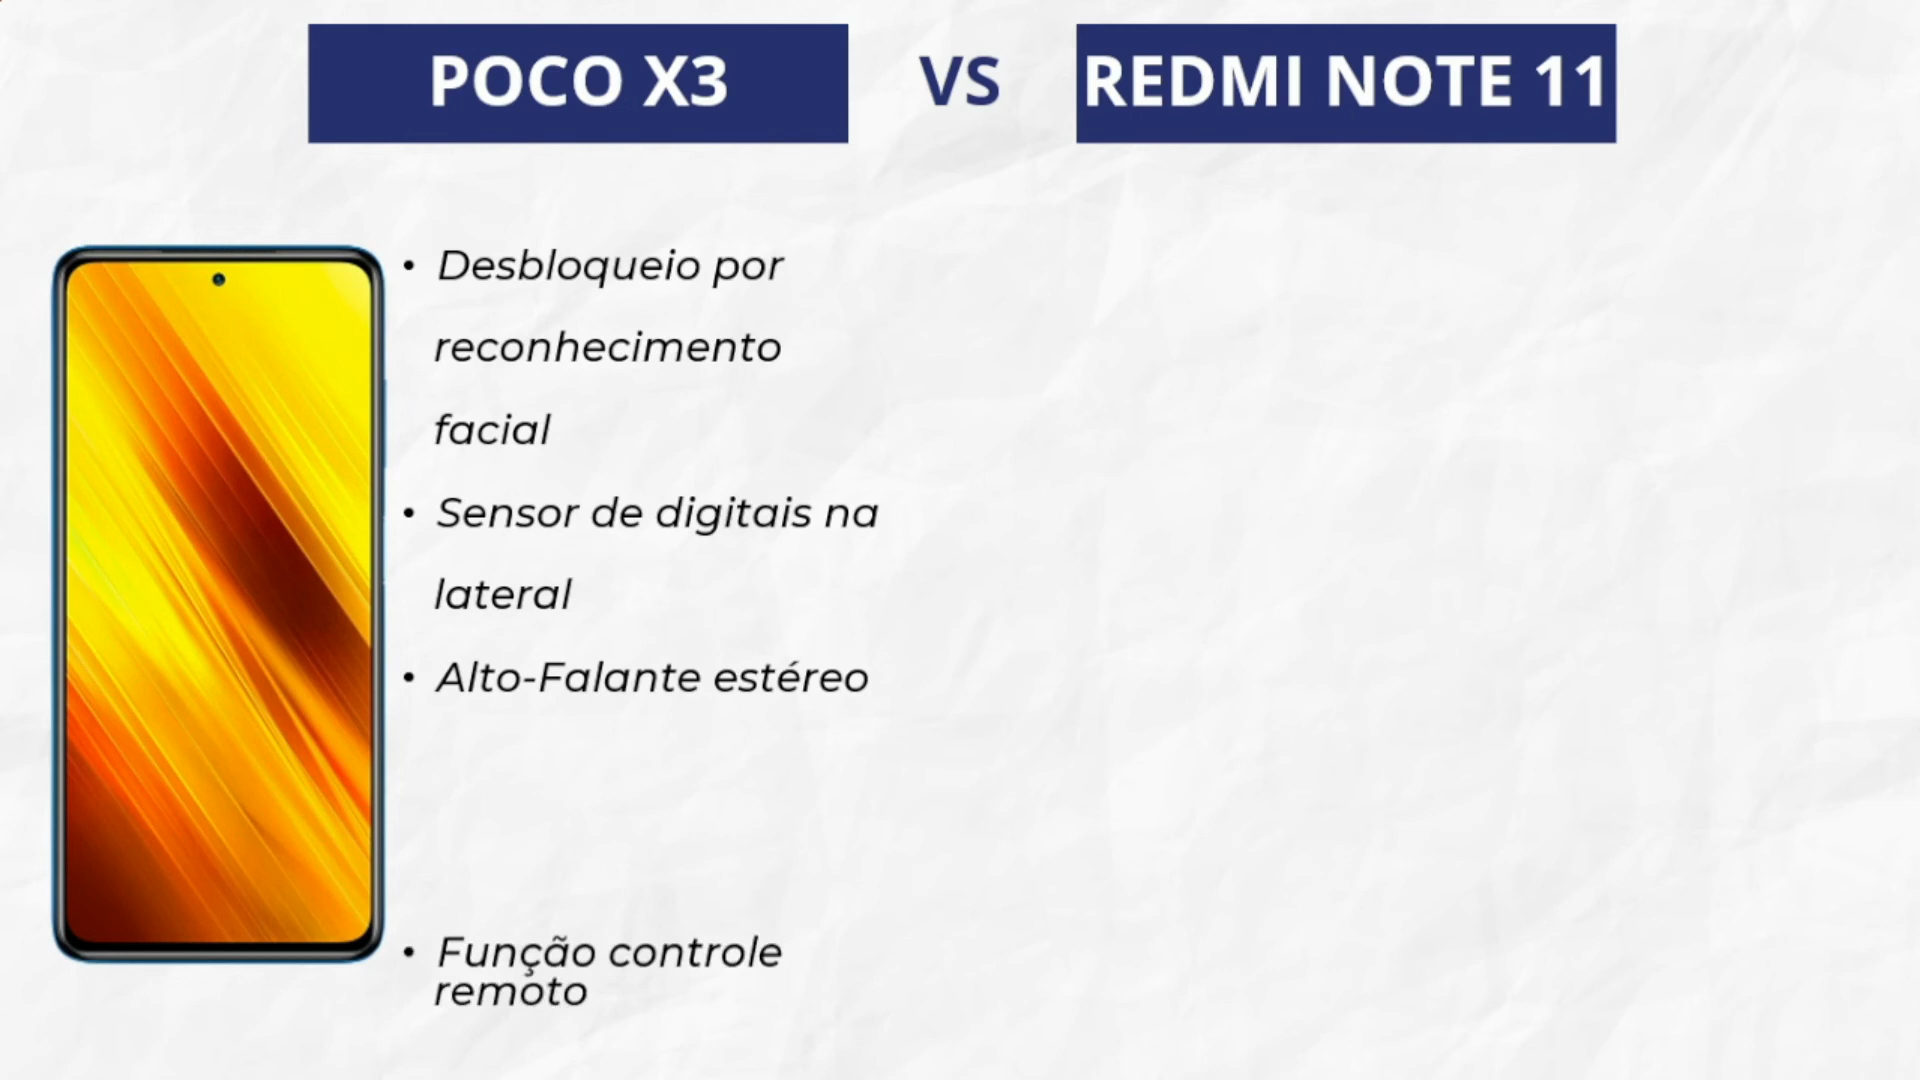 POCO X3 VS REDMI NOTE 11
• Desbloqueio por
reconhecimento
facial
• Sensor de digitais na
lateral
• Alto-Falante estéreo
• Função controle
remoto